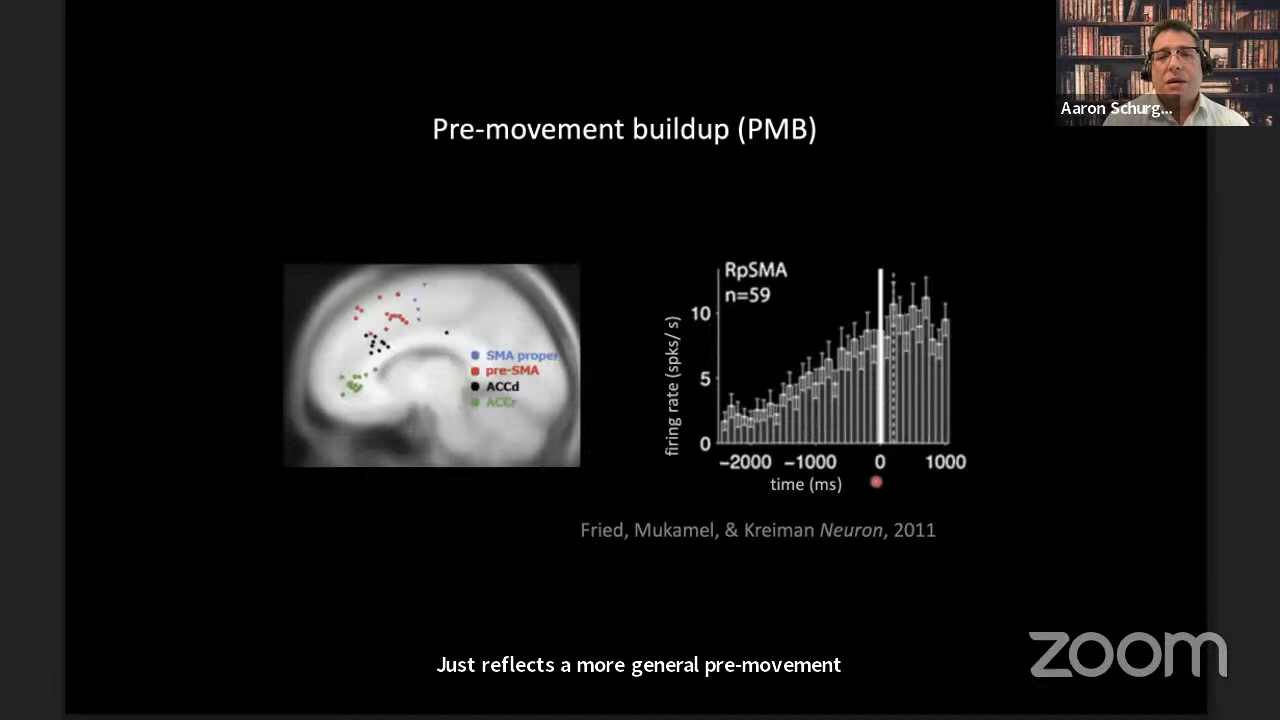 Aaron Schurg...
Pre-movement buildup (PMB)
SMA proper
pre-SMA
ACCd
ACCr
RpSMA
n=59
10
5
0
firing rate (spks/ s)
−2000 −1000 0 1000
time (ms)
Fried, Mukamel, & Kreiman Neuron, 2011
Just reflects a more general pre-movement
zoom